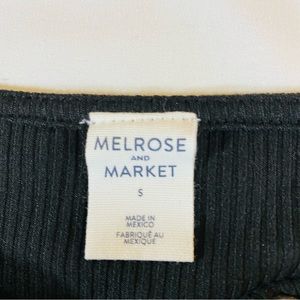 MELROSE
AND
MARKET
S
MADE IN
MEXICO
FABRIQUÉ AU
MEXIQUE